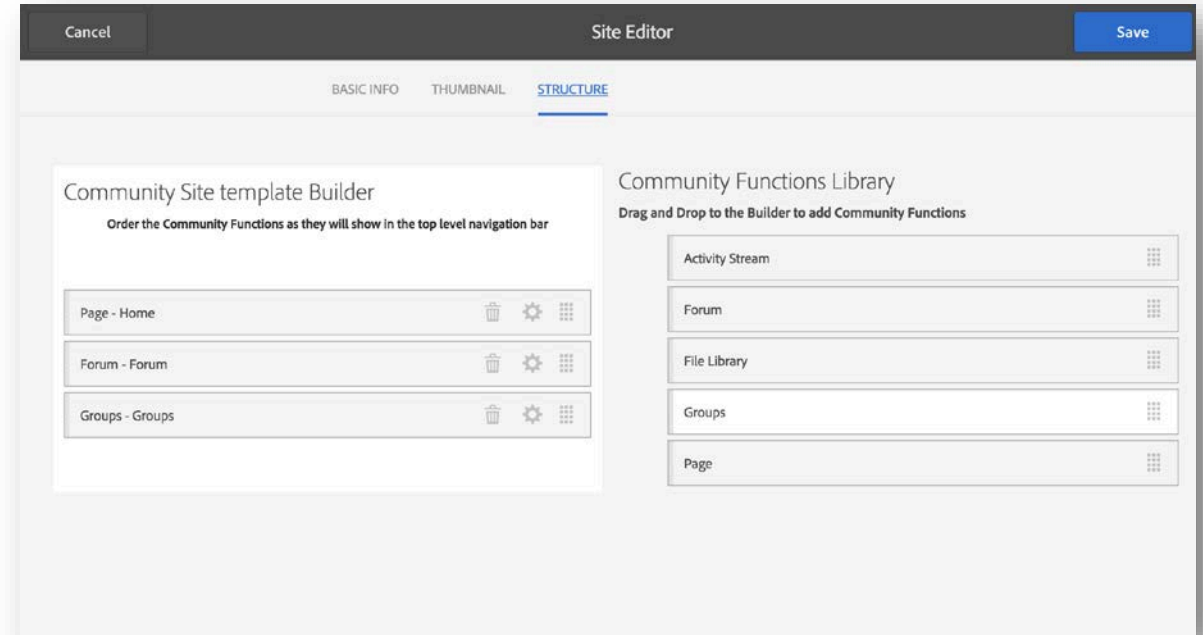 Cancel
Site Editor
Save
BASIC INFO
THUMBNAIL
STRUCTURE
Community Site template Builder
Order the Community Functions as they will show in the top level navigation bar
Page - Home
Forum - Forum
Groups - Groups
Community Functions Library
Drag and Drop to the Builder to add Community Functions
Activity Stream
Forum
File Library
Groups
Page